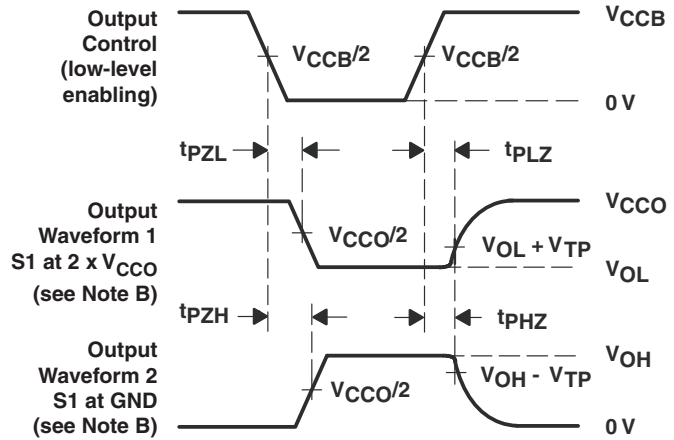 Output
Control
(low-level
enabling)
VCCB/2
VCCB/2
VCCB
0 V
tPZL
tPLZ
Output
Waveform 1
S1 at 2 x VCCO
(see Note B)
VCCO/2
VCCO
VOL + VTP
VOL
tPZH
tPHZ
Output
Waveform 2
S1 at GND
(see Note B)
VCCO/2
VOH
VOH - VTP
0 V